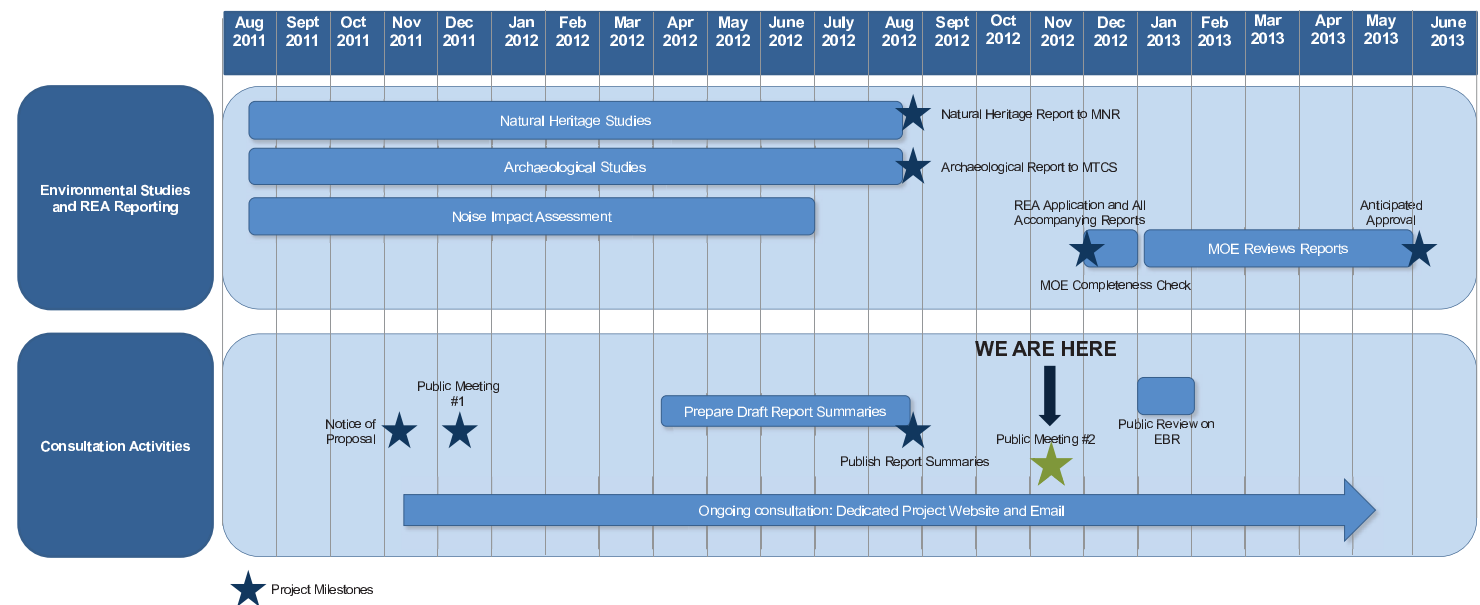 Aug Sept Oct Nov Dec Jan Feb Mar Apr May June July Aug Sept Oct Nov Dec Jan Feb Mar Apr May June
2011 2011 2011 2011 2011 2012 2012 2012 2012 2012 2012 2012 2012 2012 2012 2012 2012 2013 2013 2013 2013 2013 2013
Environmental Studies
and REA Reporting
Natural Heritage Studies
Natural Heritage Report to MNR
Archaeological Studies
Archaeological Report to MTCS
Noise Impact Assessment
REA Application and All
Accompanying Reports
Anticipated
Approval
MOE Reviews Reports
MOE Completeness Check
Consultation Activities
WE ARE HERE
Public Meeting
#1
Notice of
Proposal
Prepare Draft Report Summaries
Publish Report Summaries
Public Meeting #2
Public Review on
EBR
Ongoing consultation: Dedicated Project Website and Email
Project Milestones